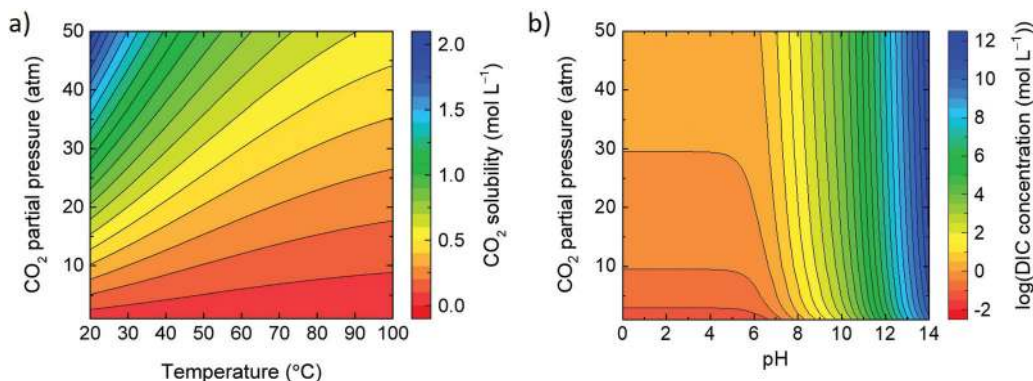 a)
CO₂ partial pressure (atm)
50
40
30
20
10
20 30 40 50 60 70 80 90 100
Temperature (°C)
2.0
1.5
1.0
0.5
0.0
CO₂ solubility (mol L⁻¹)
b)
CO₂ partial pressure (atm)
50
40
30
20
10
0 2 4 6 8 10 12 14
pH
12
10
8
6
4
2
0
-2
log(DIC concentration (mol L⁻¹)